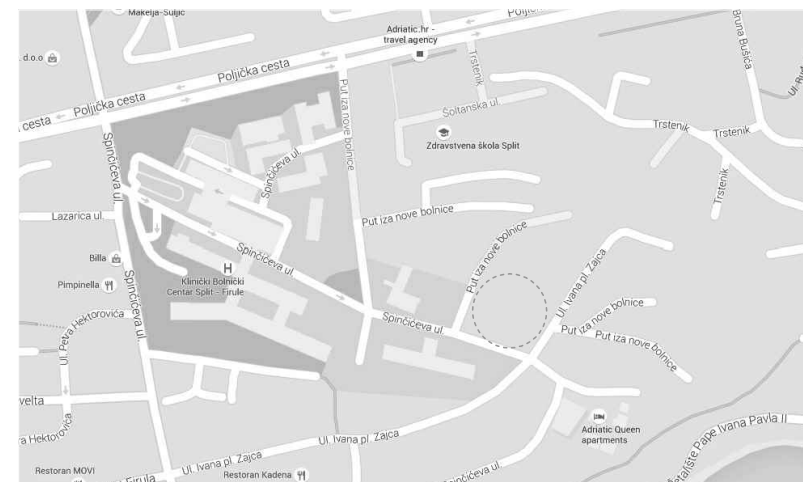 Makelja-Suljic
Poljič
Adriatic.hr -
travel agency
Bruna Bušića
d.o.o
Poljička cesta
Poljička cesta
cesta
Trstenik
Put iza nove bolnice
Šoltanska ul.
Zdravstvena škola Split
Trstenik
Trstenik
Trstenik
Spinčićeva ul.
Spinčićeva ul.
Lazarica ul.
Put iza nove bolnice
Put iza nove bolnice
Billa
Spinčićeva ul
H
Klinički Bolnički
Centar Split - Firule
Pimpinella
Spinčićeva ul.
Ul. Petra Hektorovića
Ul. Ivana pl. Zajca
Put iza nove bolnice
Put iza nove bolnice
Spinčićeva ul.
velta
a Hektorovića
Ul. Ivana pl. Zajca
Adriatic Queen
apartments
etalište Pape Ivana Pavla II
Restoran MOVI
Firula
Ul. Ivana pl. Zajca
Restoran Kadena
pinčićeva ul.